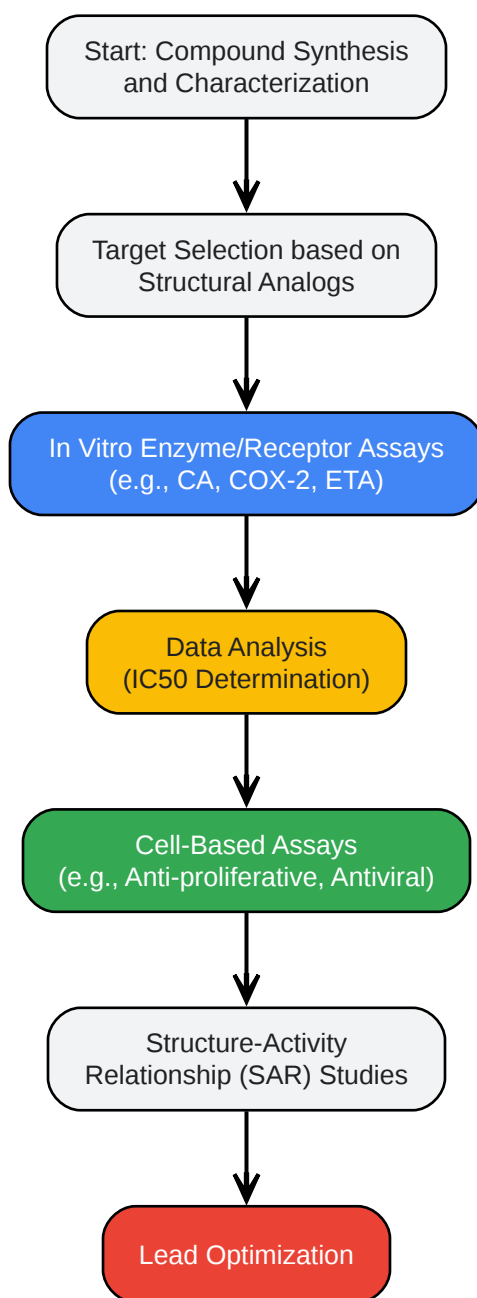 Start: Compound Synthesis
and Characterization
Target Selection based on
Structural Analogs
In Vitro Enzyme/Receptor Assays
(e.g., CA, COX-2, ETA)
Data Analysis
(IC50 Determination)
Cell-Based Assays
(e.g., Anti-proliferative, Antiviral)
Structure-Activity
Relationship (SAR) Studies
Lead Optimization